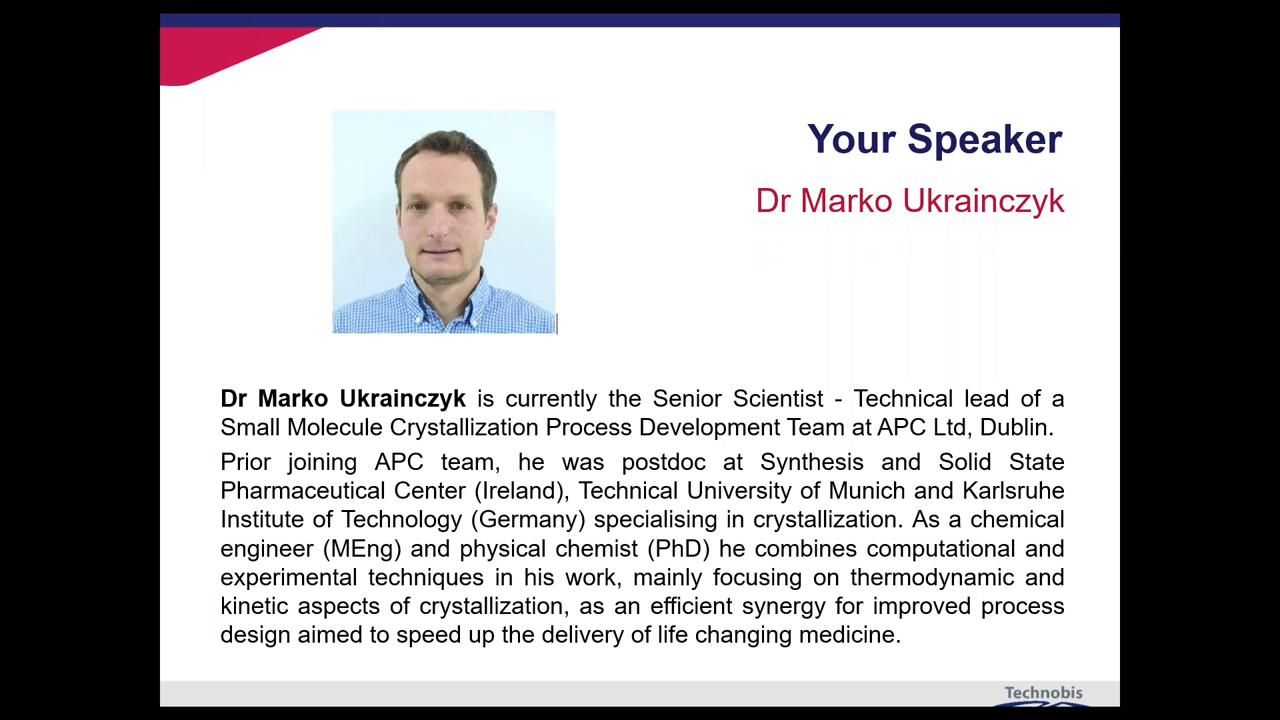 Your Speaker
Dr Marko Ukrainczyk
Dr Marko Ukrainczyk is currently the Senior Scientist - Technical lead of a
Small Molecule Crystallization Process Development Team at APC Ltd, Dublin.
Prior joining APC team, he was postdoc at Synthesis and Solid State
Pharmaceutical Center (Ireland), Technical University of Munich and Karlsruhe
Institute of Technology (Germany) specialising in crystallization. As a chemical
engineer (MEng) and physical chemist (PhD) he combines computational and
experimental techniques in his work, mainly focusing on thermodynamic and
kinetic aspects of crystallization, as an efficient synergy for improved process
design aimed to speed up the delivery of life changing medicine.
Technobis